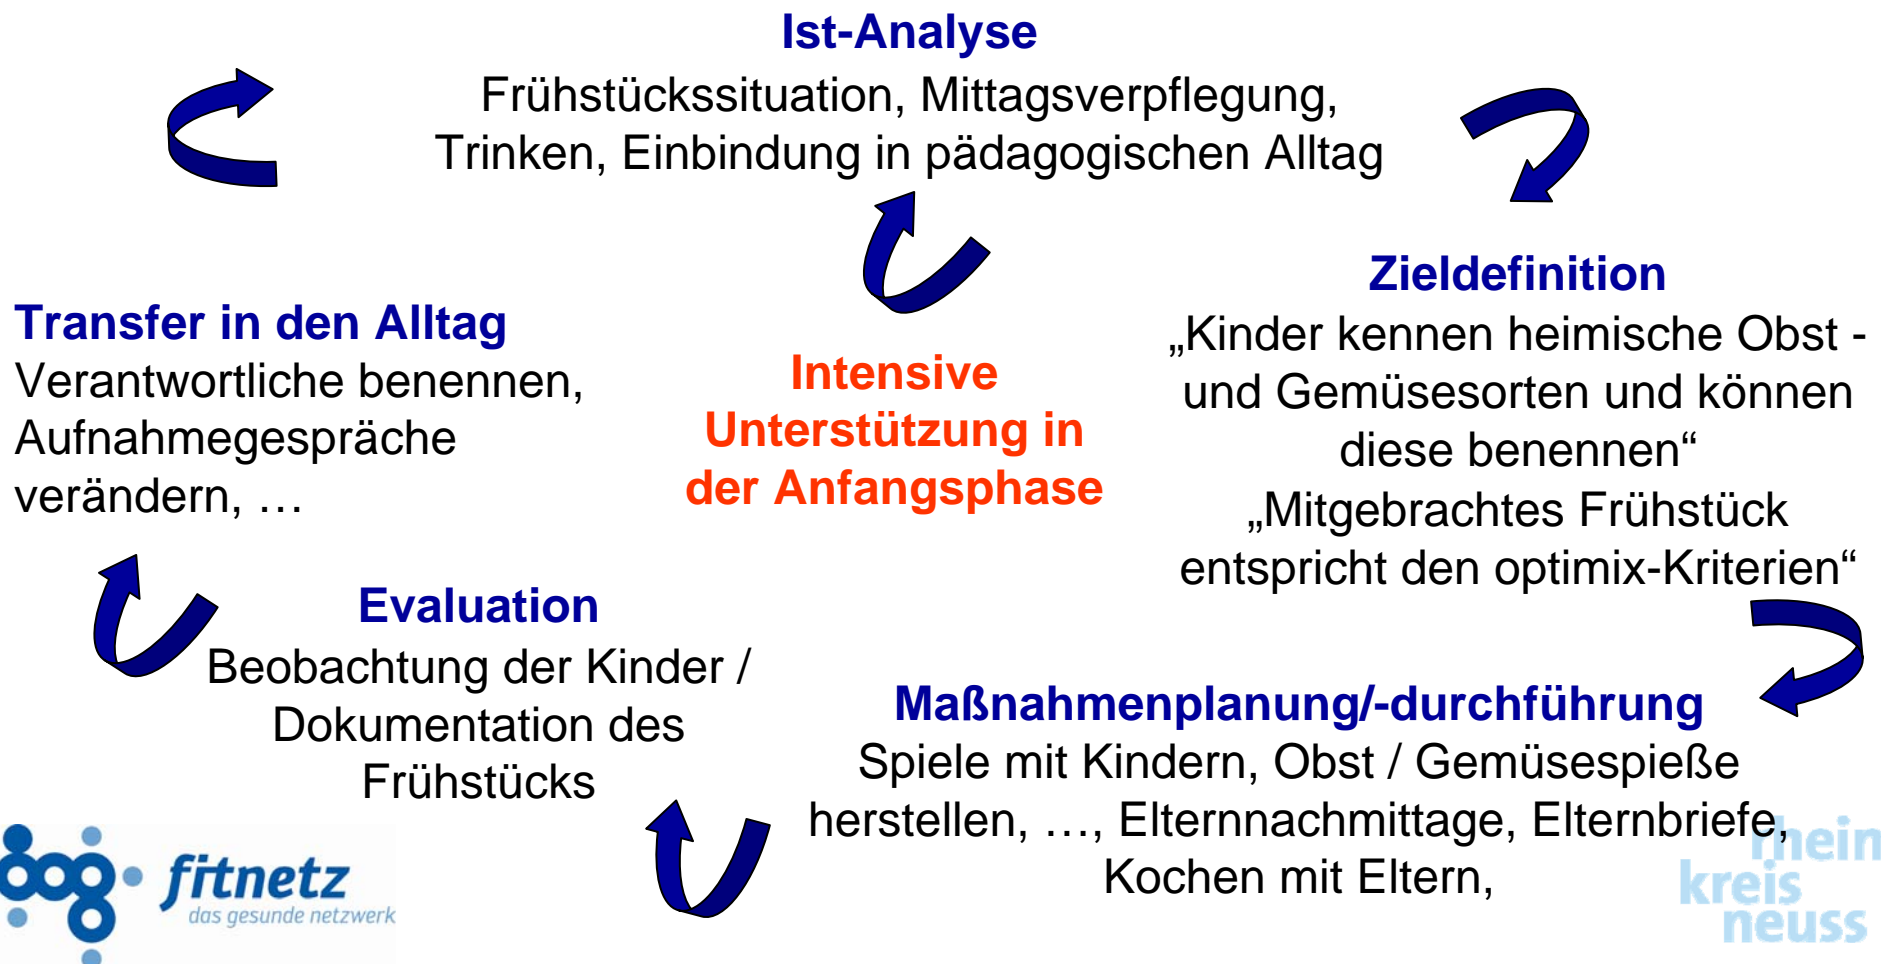 Ist-Analyse
Frühstückssituation, Mittagsverpflegung,
Trinken, Einbindung in pädagogischen Alltag
Zieldefinition
„Kinder kennen heimische Obst -
und Gemüsesorten und können
diese benennen“
„Mitgebrachtes Frühstück
entspricht den optimix-Kriterien“
Transfer in den Alltag
Verantwortliche benennen,
Aufnahmegespräche
verändern, …
Intensive
Unterstützung in
der Anfangsphase
Evaluation
Beobachtung der Kinder /
Dokumentation des
Frühstücks
Maßnahmenplanung/-durchführung
Spiele mit Kindern, Obst / Gemüsespieße
herstellen, …, Elternnachmittage, Elternbriefe,
Kochen mit Eltern,
fitnetz
das gesunde netzwerk
rhein
kreis
neuss